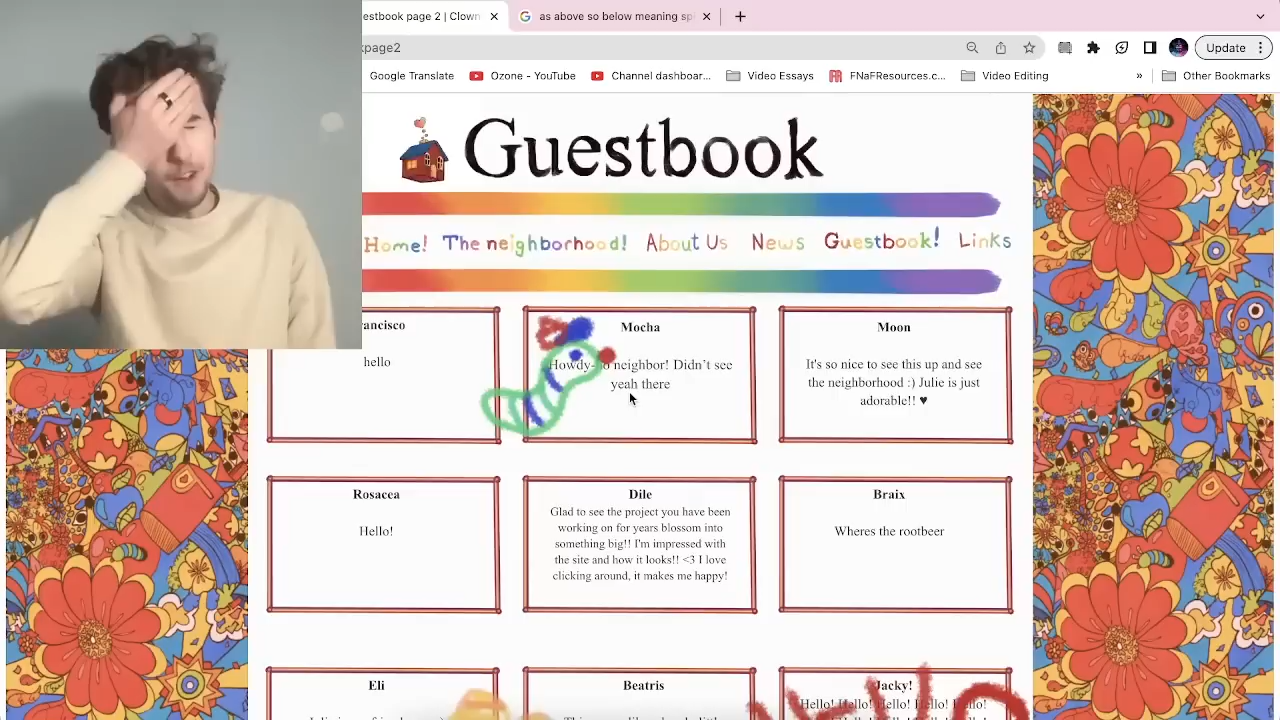 estbook page 2 | Clown
as above so below meaning sp
page2
Update
Google Translate
Ozone - YouTube
Channel dashboar...
Video Essays
FNaFResources.c...
Video Editing
»
Other Bookmarks
Guestbook
Home! The neighborhood! About Us News Guestbook! Links
ancisco
hello
Mocha
Howdy- o neighbor! Didn't see
yeah there
Moon
It's so nice to see this up and see
the neighborhood :) Julie is just
adorable!! ♥
Rosacea
Hello!
Dile
Glad to see the project you have been
working on for years blossom into
something big!! I'm impressed with
the site and how it looks!! <3 I love
clicking around, it makes me happy!
Braix
Wheres the rootbeer
Eli
Beatris
Jacky!
Hello! Hello! Hello! Hello! Hello!